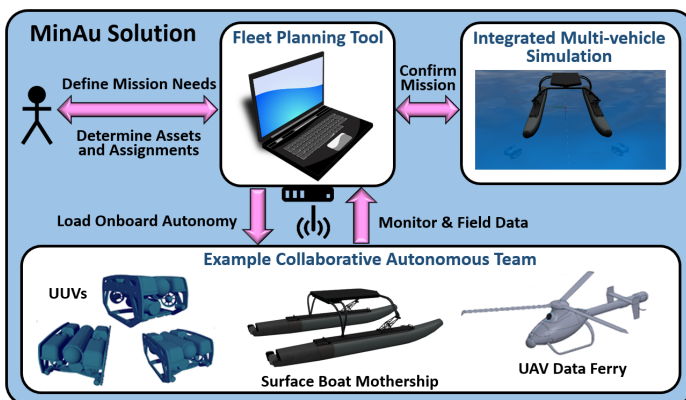 MinAu Solution
Fleet Planning Tool
Integrated Multi-vehicle
Simulation
Define Mission Needs
Determine Assets
and Assignments
Confirm
Mission
Load Onboard Autonomy
Monitor & Field Data
Example Collaborative Autonomous Team
UUVs
Surface Boat Mothership
UAV Data Ferry